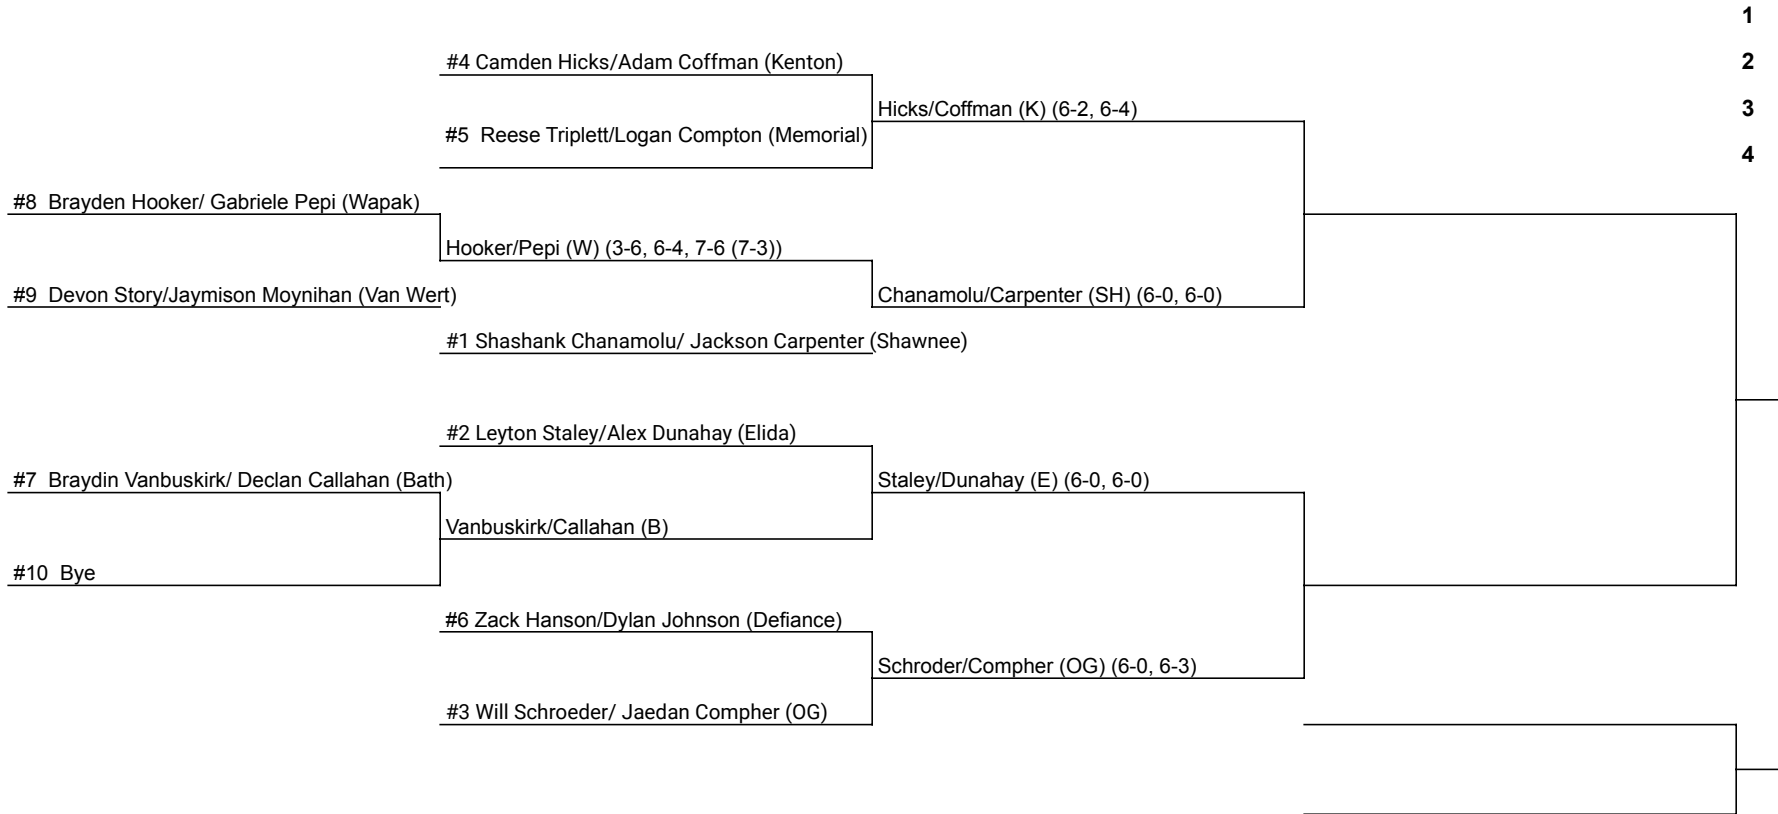 1
#4 Camden Hicks/Adam Coffman (Kenton)
2
Hicks/Coffman (K) (6-2, 6-4)
3
#5  Reese Triplett/Logan Compton (Memorial)
4
#8  Brayden Hooker/ Gabriele Pepi (Wapak)
Hooker/Pepi (W) (3-6, 6-4, 7-6 (7-3))
#9  Devon Story/Jaymison Moynihan (Van Wert)
Chanamolu/Carpenter (SH) (6-0, 6-0)
#1 Shashank Chanamolu/ Jackson Carpenter (Shawnee)
#2 Leyton Staley/Alex Dunahay (Elida)
#7  Braydin Vanbuskirk/ Declan Callahan (Bath)
Staley/Dunahay (E) (6-0, 6-0)
Vanbuskirk/Callahan (B)
#10  Bye
#6 Zack Hanson/Dylan Johnson (Defiance)
Schroder/Compher (OG) (6-0, 6-3)
#3 Will Schroeder/ Jaedan Compher (OG)